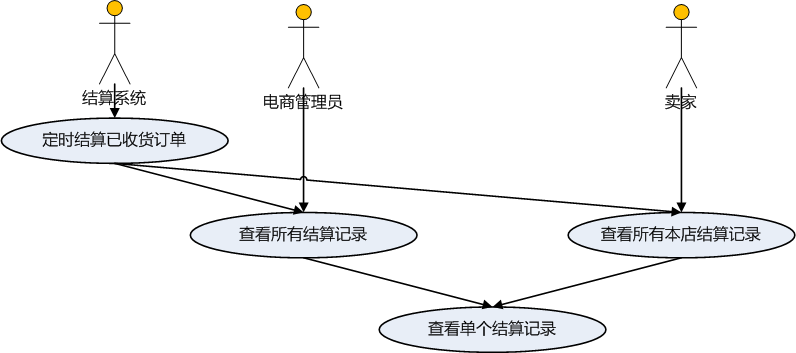 结算系统
电商管理员
卖家
定时结算已收货订单
查看所有结算记录
查看所有本店结算记录
查看单个结算记录